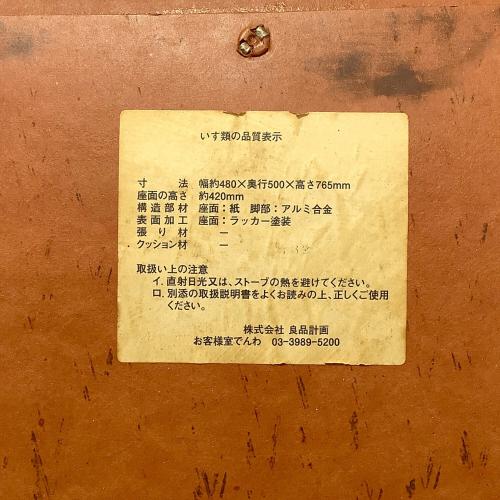 いす類の品質表示
寸法 幅約480×奥行500×高さ765mm
座面の高さ 約420mm
構造部材 座面：紙 脚部：アルミ合金
表面加工 座面：ラッカー塗装
張り材 ー
クッション材 ー
取扱い上の注意
イ. 直射日光又は、ストーブの熱を避けてください。
ロ. 別添の取扱説明書をよくお読みの上、正しくご使用
ください。
株式会社 良品計画
お客様室でんわ 03-3989-5200